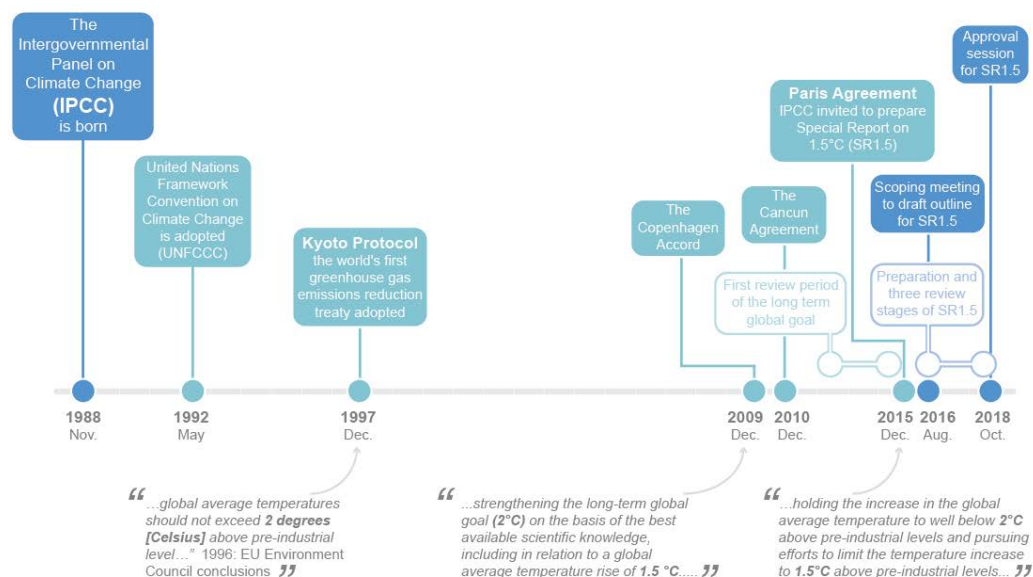 The
Intergovernmental
Panel on
Climate Change
(IPCC)
is born
United Nations
Framework
Convention on
Climate Change
is adopted
(UNFCCC)
Kyoto Protocol
the world's first
greenhouse gas
emissions reduction
treaty adopted
The
Copenhagen
Accord
The
Cancun
Agreement
First review period
of the long term
global goal
Paris Agreement
IPCC invited to prepare
Special Report on
1.5°C (SR1.5)
Scoping meeting
to draft outline
for SR1.5
Preparation and
three review
stages of SR1.5
Approval
session
for SR1.5
1988
Nov.
1992
May
1997
Dec.
2009
Dec.
2010
Dec.
2015
Dec.
2016
Aug.
2018
Oct.
“ ...global average temperatures
should not exceed 2 degrees
[Celsius] above pre-industrial
level…” 1996: EU Environment
Council conclusions ”
“ ...strengthening the long-term global
goal (2°C) on the basis of the best
available scientific knowledge,
including in relation to a global
average temperature rise of 1.5 °C..... ”
“ ...holding the increase in the global
average temperature to well below 2°C
above pre-industrial levels and pursuing
efforts to limit the temperature increase
to 1.5°C above pre-industrial levels... ”